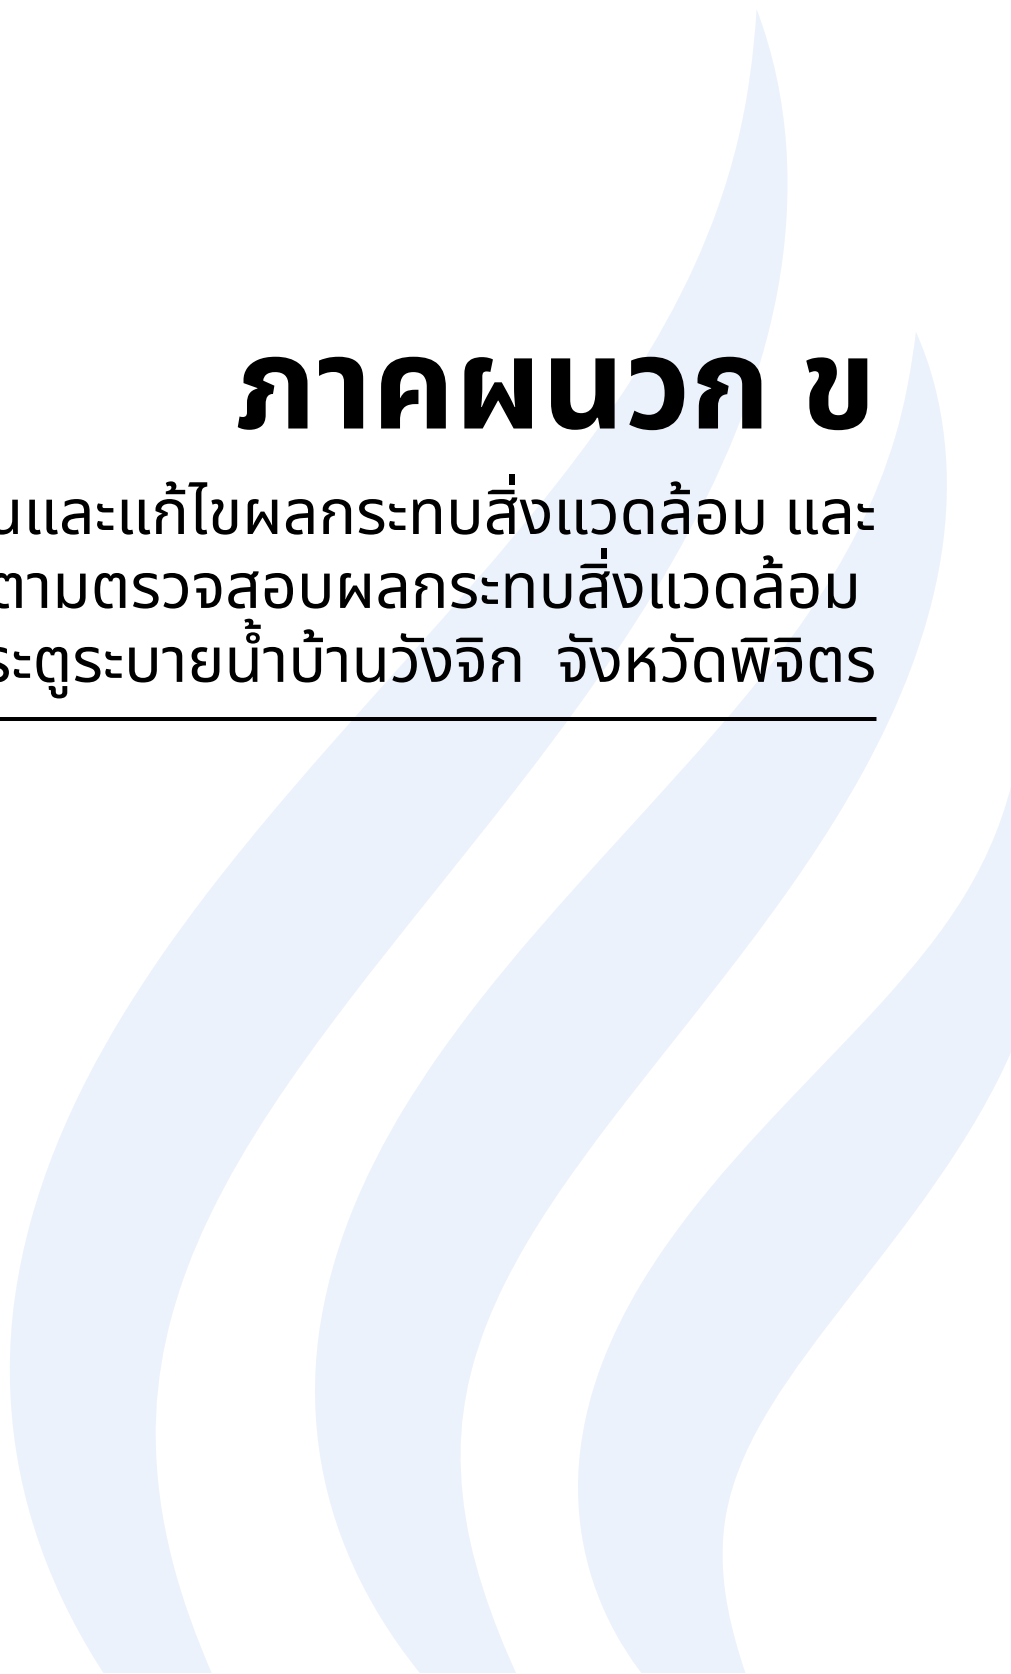 ภาคผนวก ข
และแก้ไขผลกระทบสิ่งแวดล้อม และ
ตามตรวจสอบผลกระทบสิ่งแวดล้อม
ระตูระบายน้ำบ้านวังจิก จังหวัดพิจิตร